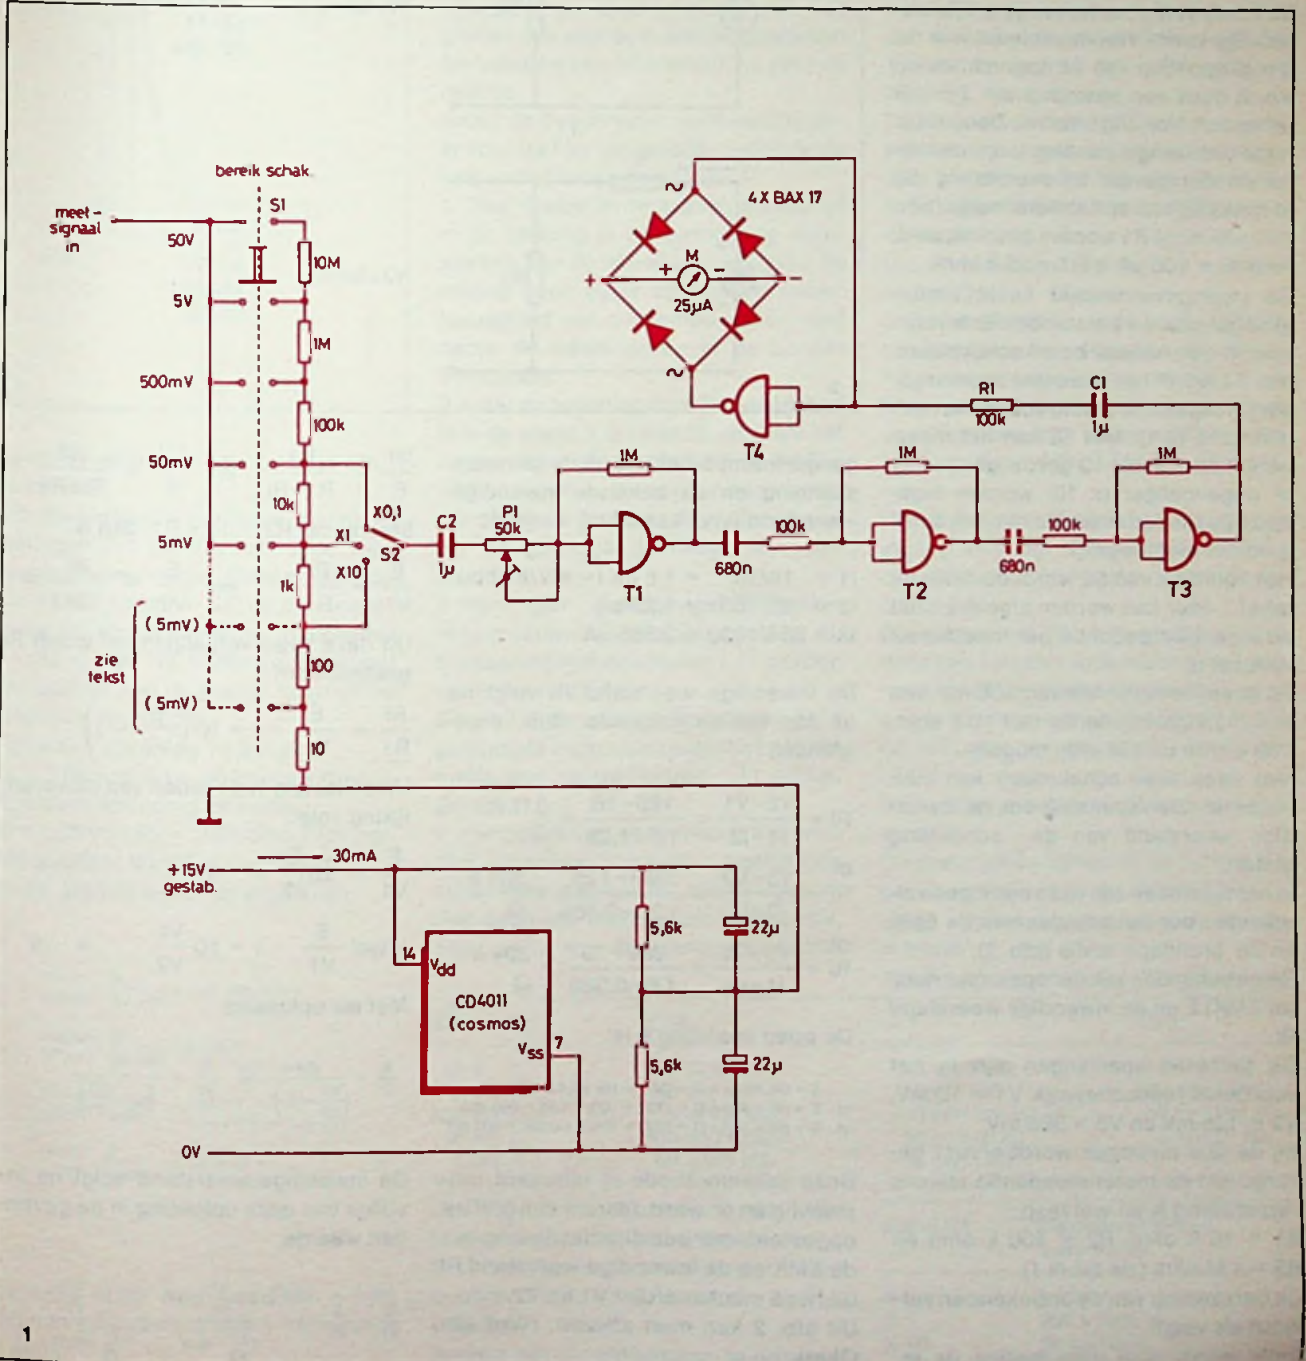 bereik schak.
S1
meet-
signaal
in
50V
10M
5V
1M
500mV
100k
50mV
10k
5mV
1k
(5mV)
100
(5mV)
10
zie
tekst
X0,1
X1
X10
S2
C2
1μ
P1
50k
1M
T1
680n
100k
1M
T2
680n
100k
1M
T3
C1
1μ
R1
100k
T4
4X BAX 17
~
+
M
+ -
25μA
-
~
+15V
gestab.
30mA
14
Vdd
CD4011
(cosmos)
Vss
7
5,6k
22μ
5,6k
22μ
0V
1